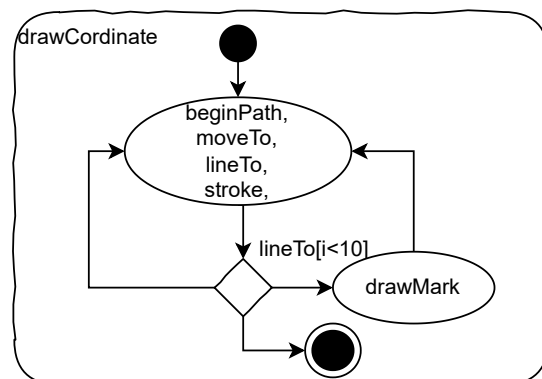 drawCordinate
beginPath,
moveTo,
lineTo,
stroke,
lineTo[i<10]
drawMark